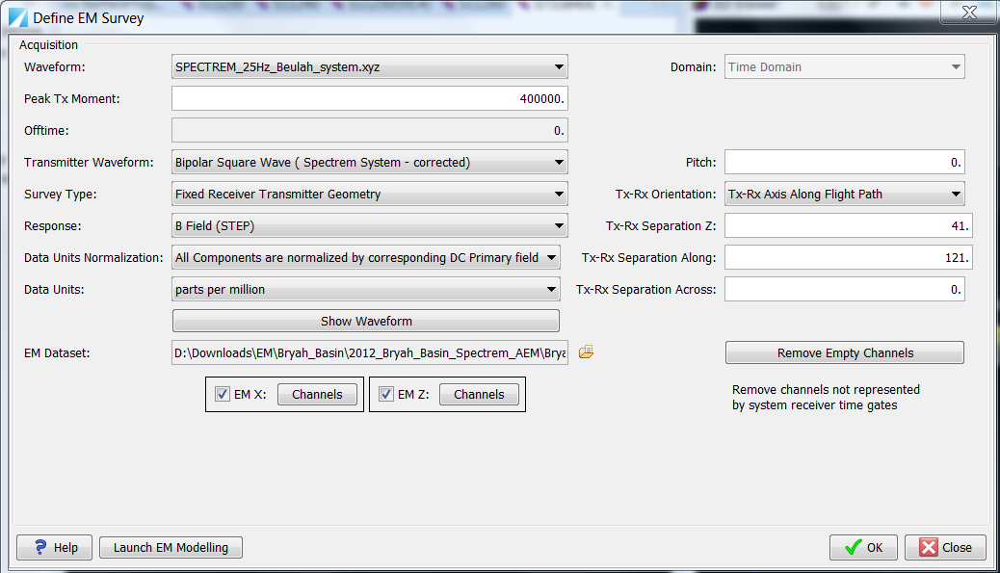 Define EM Survey
Acquisition
Waveform: SPECTREM_25Hz_Beulah_system.xyz Domain: Time Domain
Peak Tx Moment: 400000.
Offtime: 0.
Transmitter Waveform: Bipolar Square Wave ( Spectrem System - corrected) Pitch: 0.
Survey Type: Fixed Receiver Transmitter Geometry Tx-Rx Orientation: Tx-Rx Axis Along Flight Path
Response: B Field (STEP) Tx-Rx Separation Z: 41.
Data Units Normalization: All Components are normalized by corresponding DC Primary field Tx-Rx Separation Along: 121.
Data Units: parts per million Tx-Rx Separation Across: 0.
Show Waveform
EM Dataset: D:\Downloads\EM\Bryah_Basin\2012_Bryah_Basin_Spectrem_AEM\Brya Remove Empty Channels
EM X: Channels EM Z: Channels
Remove channels not represented
by system receiver time gates
Help Launch EM Modelling OK Close